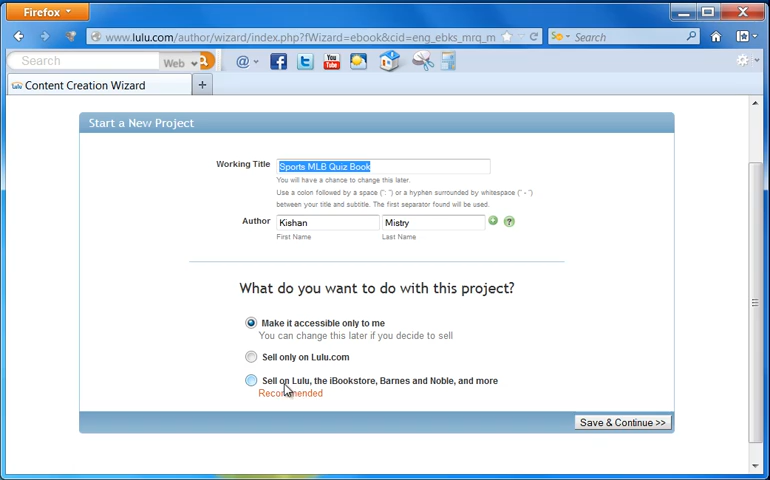 Firefox
www.lulu.com/author/wizard/index.php?fWizard=ebook&cid=eng_ebks_mrq_m
Search
Search
Web
Content Creation Wizard
Start a New Project
Working Title
Sports MLB Quiz Book
You will have a chance to change this later.
Use a colon followed by a space (": ") or a hyphen surrounded by whitespace (" - ")
between your title and subtitle. The first separator found will be used.
Author
Kishan
Mistry
First Name
Last Name
What do you want to do with this project?
Make it accessible only to me
You can change this later if you decide to sell
Sell only on Lulu.com
Sell on Lulu, the iBookstore, Barnes and Noble, and more
Recommended
Save & Continue >>